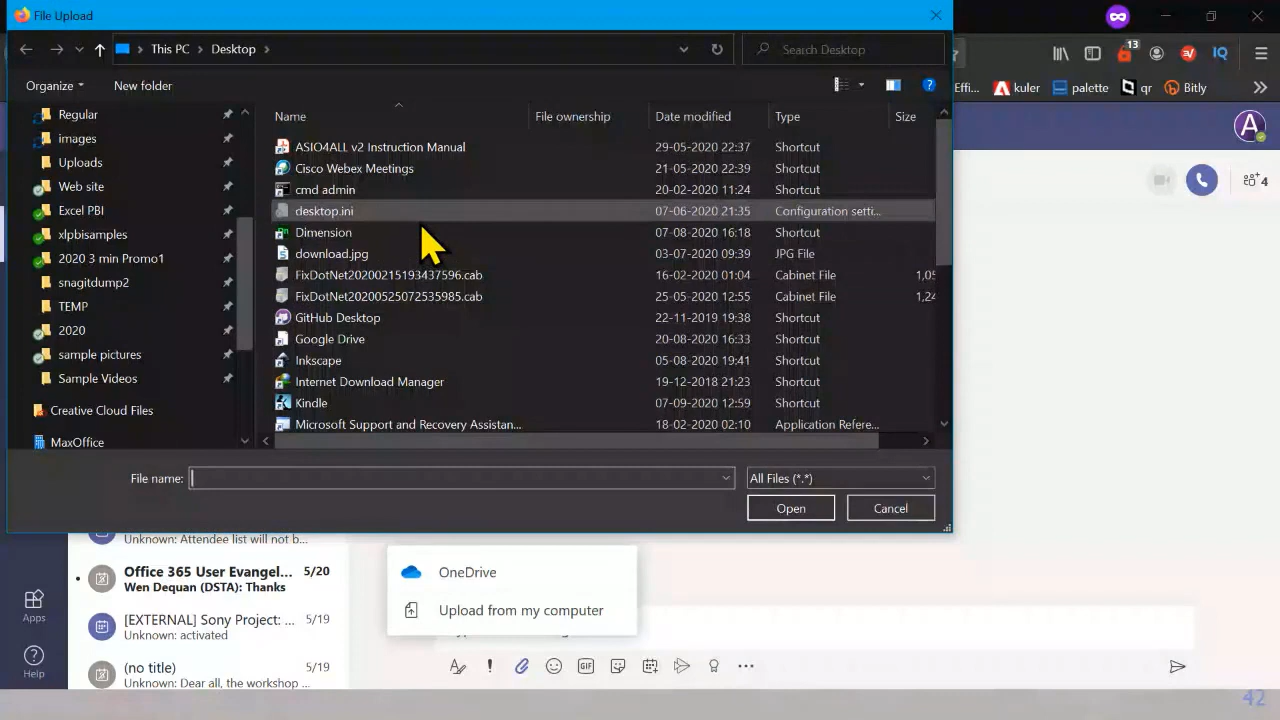 File Upload
This PC
Desktop
Search Desktop
13
IQ
Organize
New folder
Effi...
kuler
palette
qr
Bitly
A
4
Regular
images
Uploads
Web site
Excel PBI
xlpbisamples
2020 3 min Promo1
snagitdump2
TEMP
2020
sample pictures
Sample Videos
Creative Cloud Files
MaxOffice
Name File ownership Date modified Type Size
ASIO4ALL v2 Instruction Manual 29-05-2020 22:37 Shortcut
Cisco Webex Meetings 21-05-2020 22:39 Shortcut
cmd admin 20-02-2020 11:24 Shortcut
desktop.ini 07-06-2020 21:35 Configuration setti...
Dimension 07-08-2020 16:18 Shortcut
download.jpg 03-07-2020 09:39 JPG File
FixDotNet20200215193437596.cab 16-02-2020 01:04 Cabinet File 1,05
FixDotNet20200525072535985.cab 25-05-2020 12:55 Cabinet File 1,24
GitHub Desktop 22-11-2019 19:38 Shortcut
Google Drive 20-08-2020 16:33 Shortcut
Inkscape 05-08-2020 19:41 Shortcut
Internet Download Manager 19-12-2018 21:23 Shortcut
Kindle 07-09-2020 12:59 Shortcut
Microsoft Support and Recovery Assistan... 18-02-2020 02:10 Application Refere...
File name:
All Files (*.*)
Open
Cancel
Unknown: Attendee list will not b...
Office 365 User Evangel... 5/20
Wen Dequan (DSTA): Thanks
[EXTERNAL] Sony Project: ... 5/19
Unknown: activated
(no title) 5/19
Unknown: Dear all, the workshop ...
Apps
Help
OneDrive
Upload from my computer
GIF
42